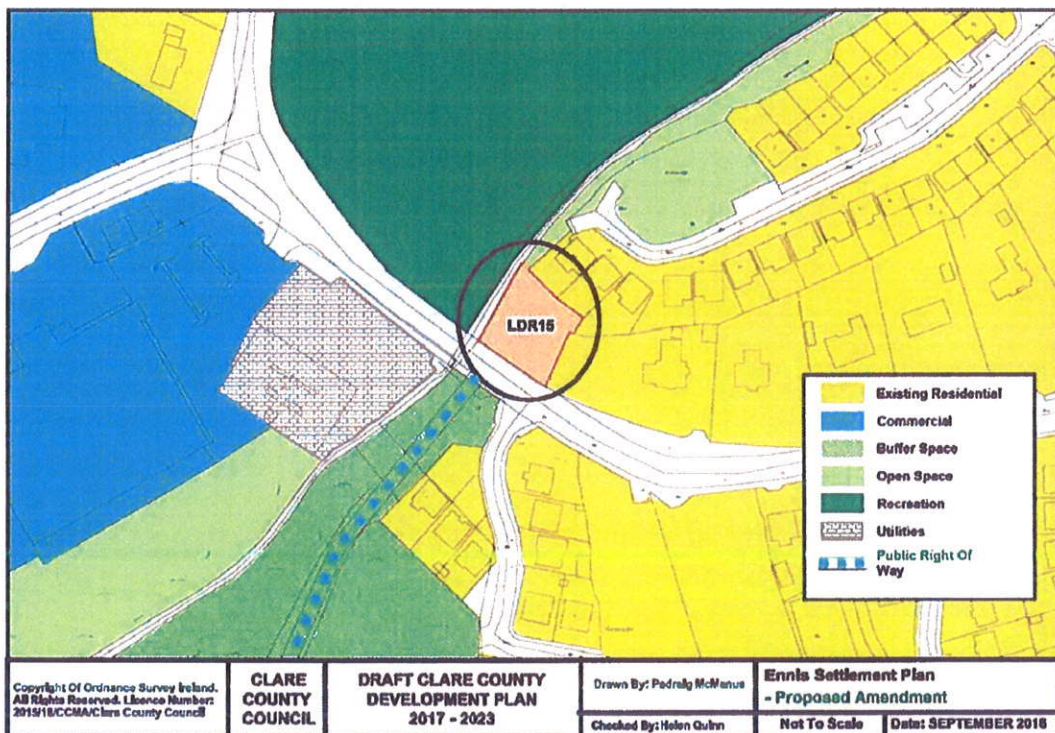 LDR15
Existing Residential
Commercial
Buffer Space
Open Space
Recreation
Utilities
Public Right Of
Way
Copyright Of Ordnance Survey Ireland.
All Rights Reserved. Licence Number:
2015/18/CCMA/Clare County Council
CLARE
COUNTY
COUNCIL
DRAFT CLARE COUNTY
DEVELOPMENT PLAN
2017 - 2023
Drawn By: Padraig McManus
Checked By: Helen Quinn
Ennis Settlement Plan
- Proposed Amendment
Not To Scale
Date: SEPTEMBER 2016